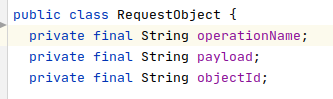 public class RequestObject {
private final String operationName;
private final String payload;
private final String objectId;